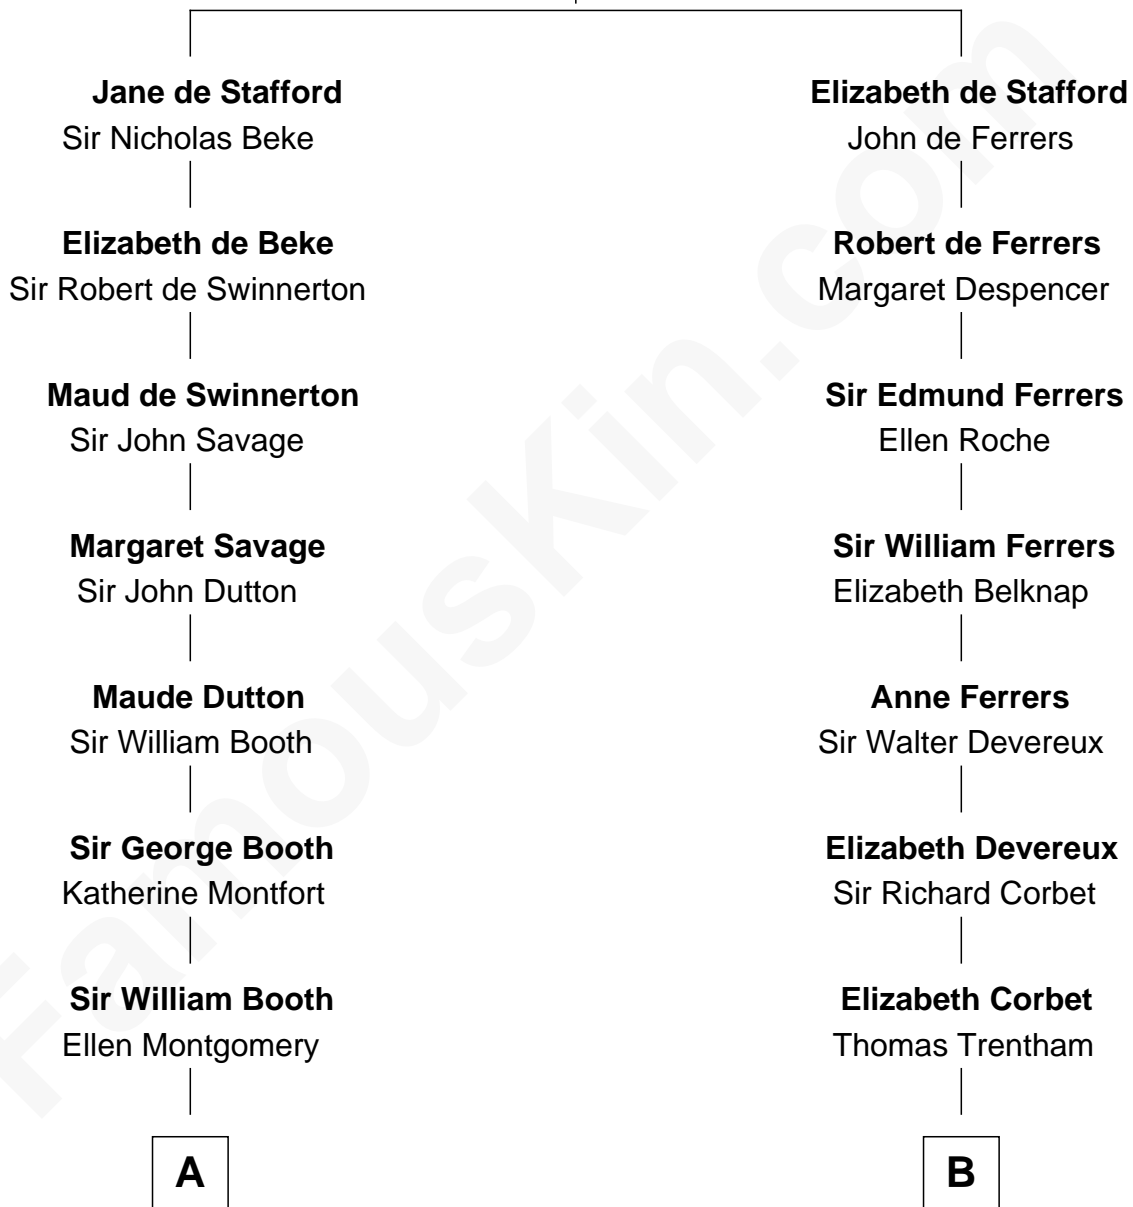 Jane de Stafford
Sir Nicholas Beke
Elizabeth de Beke
Sir Robert de Swinnerton
Maud de Swinnerton
Sir John Savage
Margaret Savage
Sir John Dutton
Maude Dutton
Sir William Booth
Sir George Booth
Katherine Montfort
Sir William Booth
Ellen Montgomery
A
Elizabeth de Stafford
John de Ferrers
Robert de Ferrers
Margaret Despencer
Sir Edmund Ferrers
Ellen Roche
Sir William Ferrers
Elizabeth Belknap
Anne Ferrers
Sir Walter Devereux
Elizabeth Devereux
Sir Richard Corbet
Elizabeth Corbet
Thomas Trentham
B
FamousKin.com